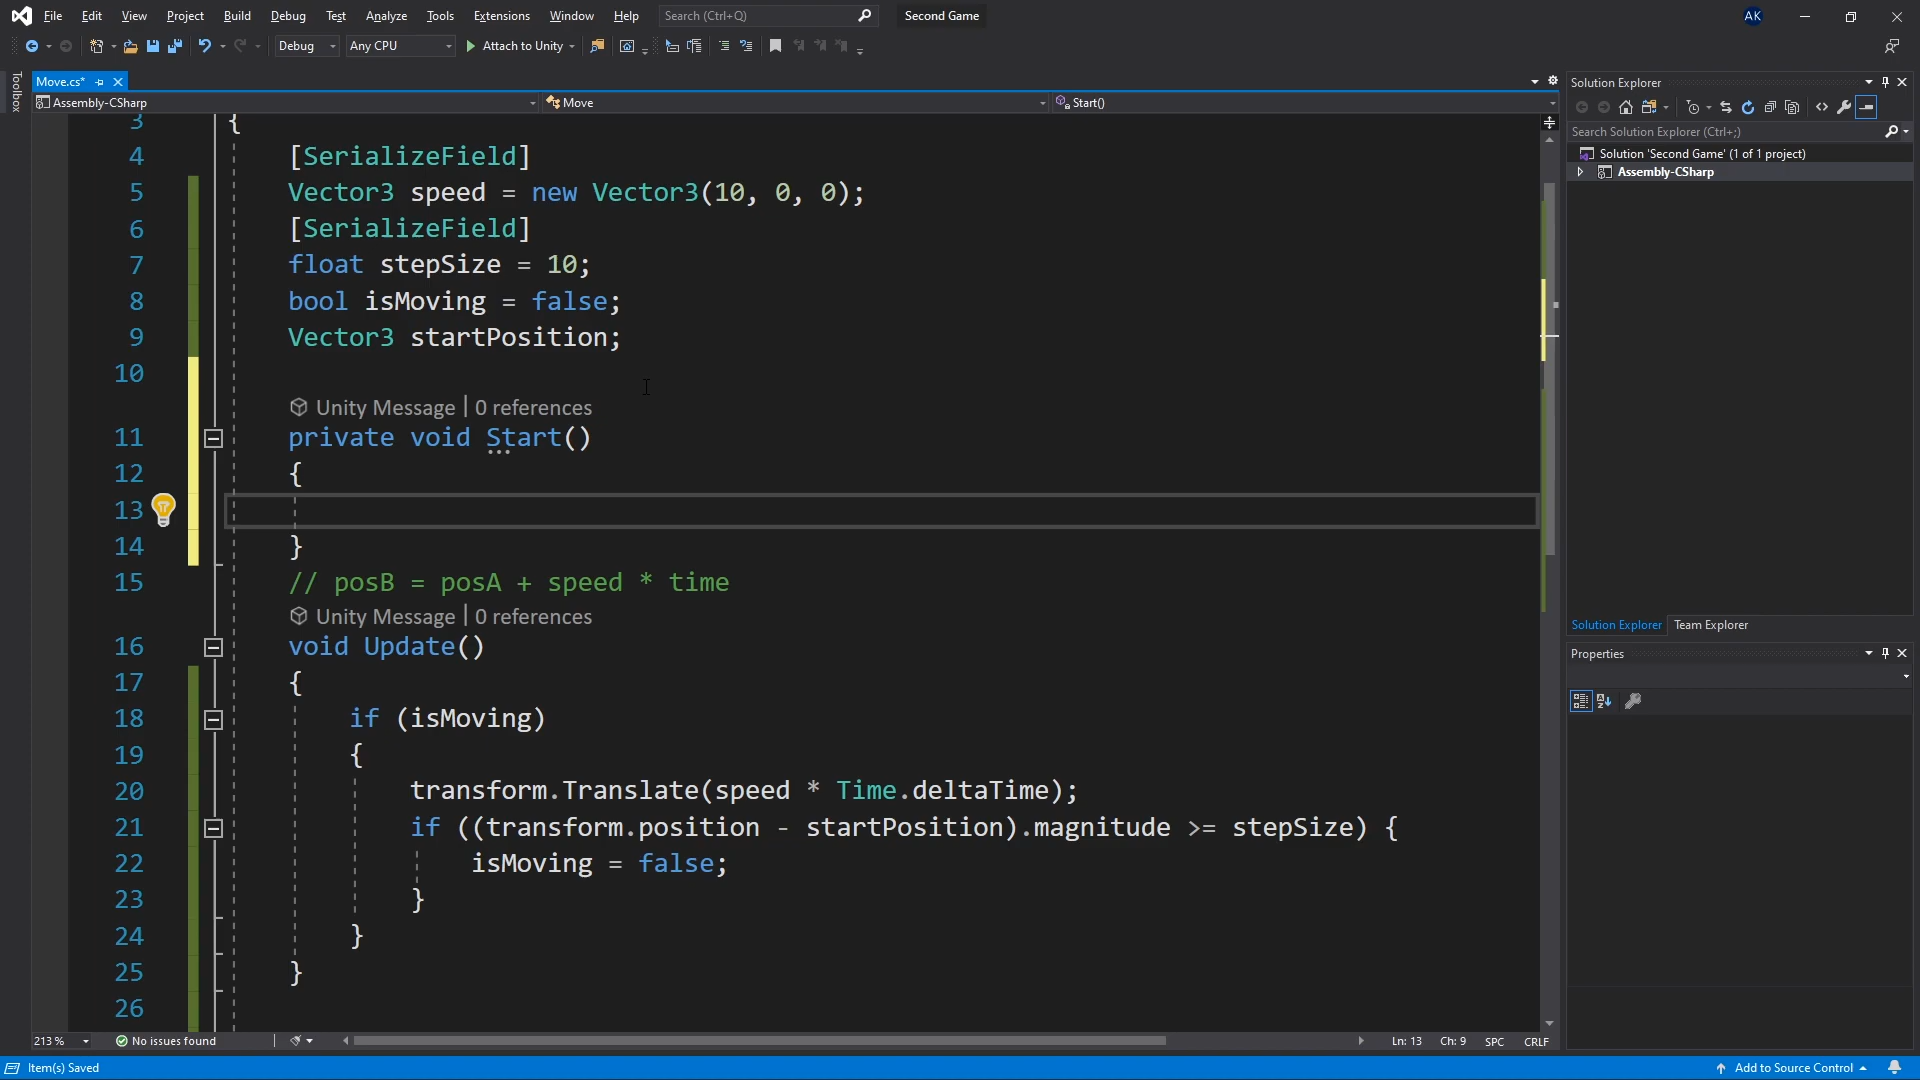 File Edit View Project Build Debug Test Analyze Tools Extensions Window Help Search (Ctrl+Q) Second Game AK
Debug Any CPU Attach to Unity
Toolbox
Move.cs*
Assembly-CSharp Move Start()
3 {
4 [SerializeField]
5 Vector3 speed = new Vector3(10, 0, 0);
6 [SerializeField]
7 float stepSize = 10;
8 bool isMoving = false;
9 Vector3 startPosition;
10
Unity Message | 0 references
11 private void Start()
12 {
13
14 }
15 // posB = posA + speed * time
Unity Message | 0 references
16 void Update()
17 {
18 if (isMoving)
19 {
20 transform.Translate(speed * Time.deltaTime);
21 if ((transform.position - startPosition).magnitude >= stepSize) {
22 isMoving = false;
23 }
24 }
25 }
26
213 % No issues found Ln: 13 Ch: 9 SPC CRLF
Solution Explorer
Search Solution Explorer (Ctrl+;)
Solution 'Second Game' (1 of 1 project)
Assembly-CSharp
Solution Explorer Team Explorer
Properties
Item(s) Saved Add to Source Control